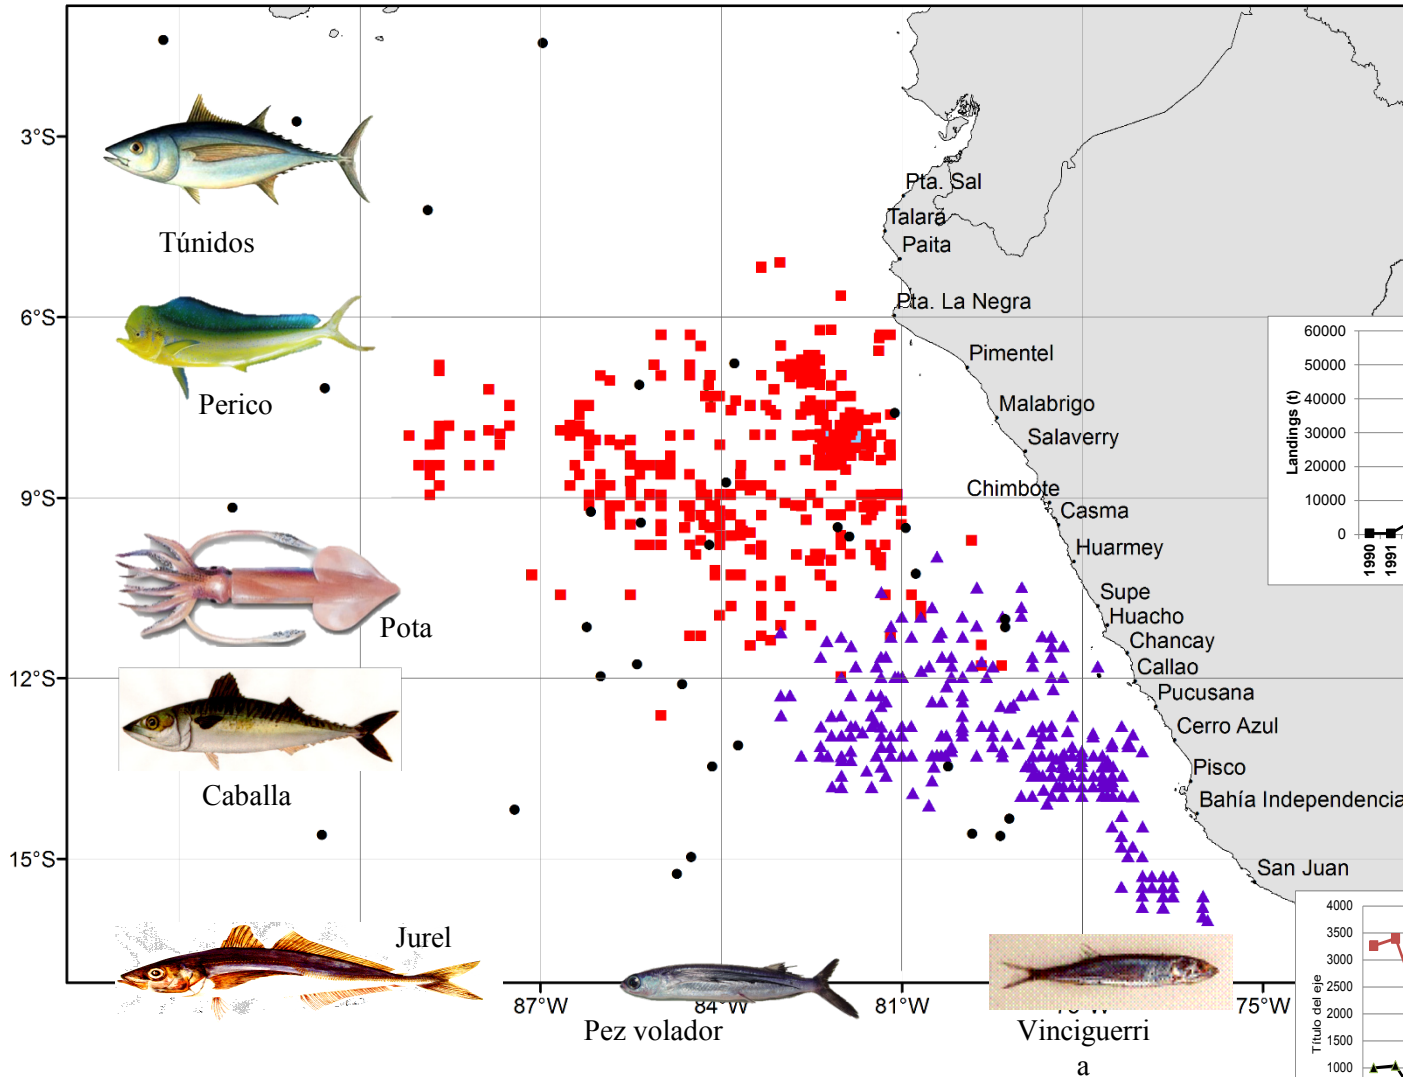 3°S
6°S
9°S
12°S
15°S
Túnidos
Perico
Pota
Caballa
Jurel
Pez volador
Vinciguerri
a
Pta. Sal
Talara
Paita
Pta. La Negra
Pimentel
Malabrigo
Salaverry
Chimbote
Casma
Huarmey
Supe
Huacho
Chancay
Callao
Pucusana
Cerro Azul
Pisco
Bahía Independencia
San Juan
87°W
84°W
81°W
75°W
Landings (t)
60000
50000
40000
30000
20000
10000
0
1990
1991
Título del eje
4000
3500
3000
2500
2000
1500
1000